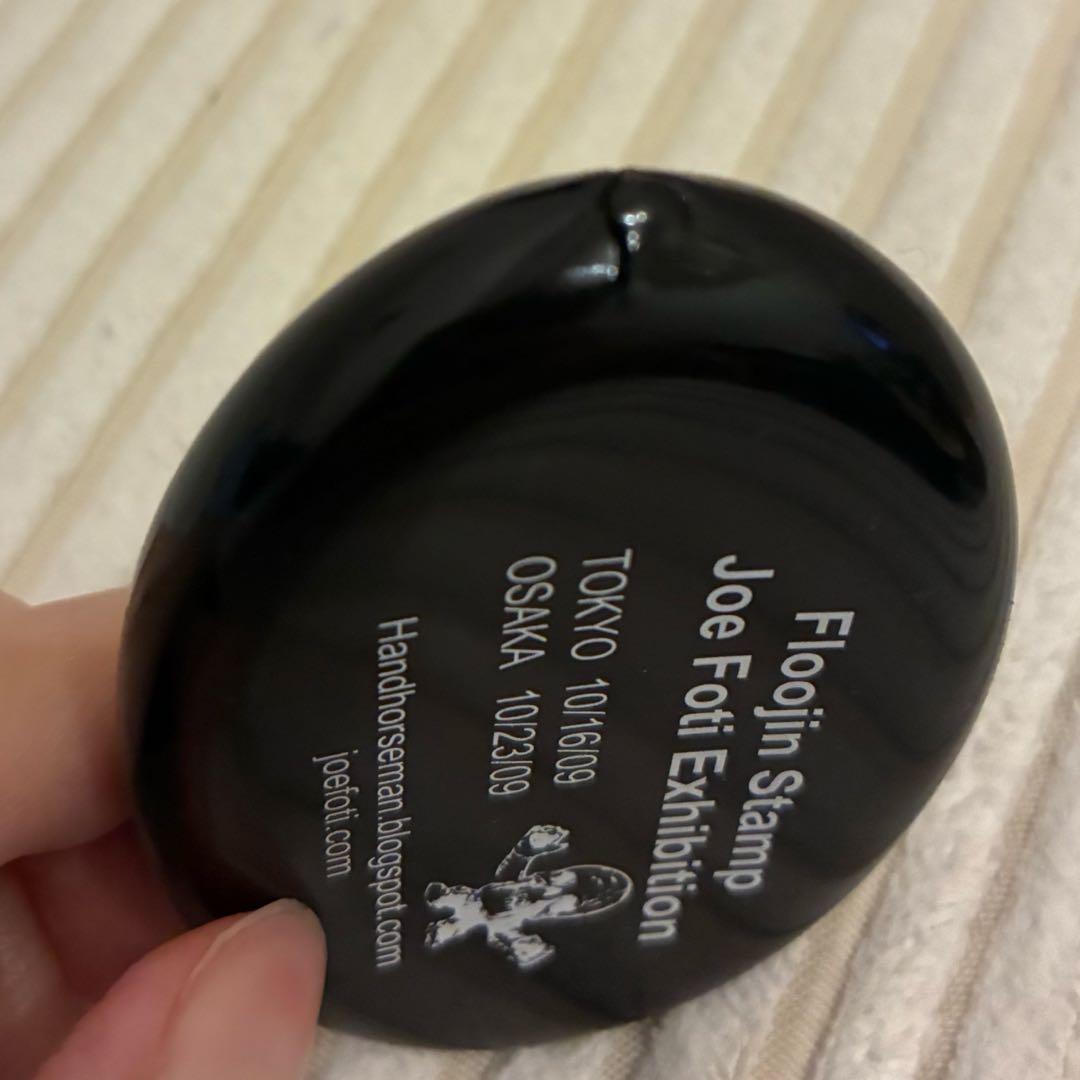 Floojin Stamp
Joe Foti Exhibition
TOKYO 10/16/09
OSAKA 10/23/09
Handhorseman.blogspot.com
joefoti.com